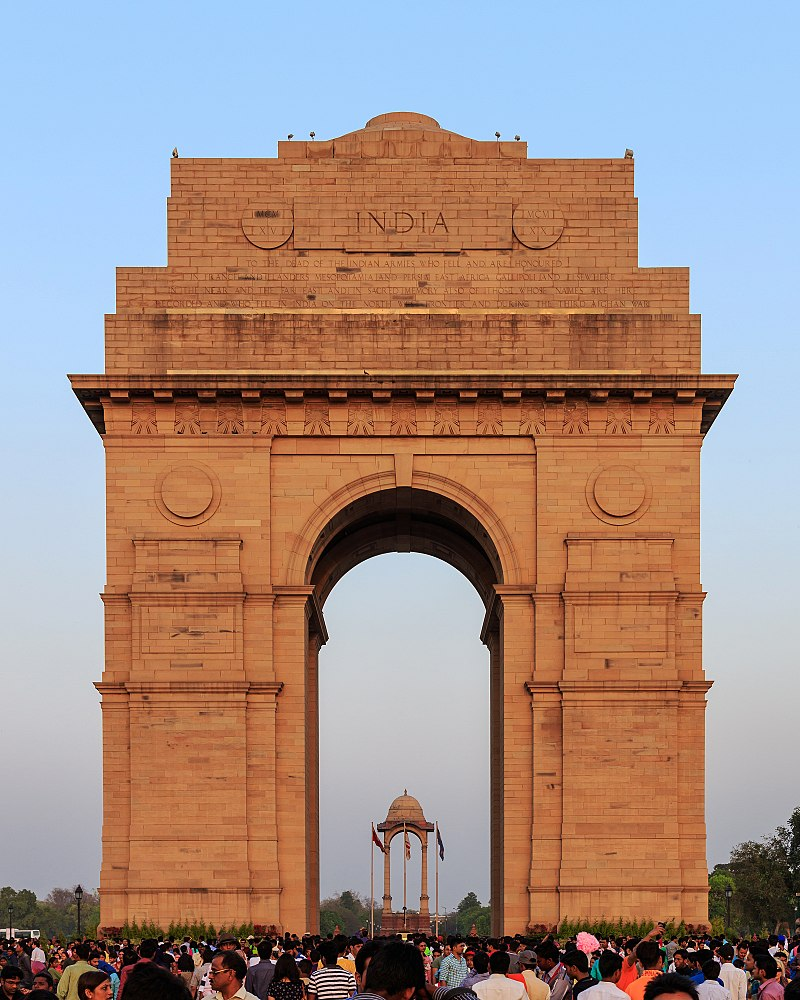 MCM
XIV
INDIA
MCM
XIX
TO THE DEAD OF THE INDIAN ARMIES WHO FELL AND ARE HONOURED
IN FRANCE AND FLANDERS MESOPOTAMIA AND PERSIA EAST AFRICA GALLIPOLI AND ELSEWHERE
IN THE NEAR AND THE FAR EAST AND IN SACRED MEMORY ALSO OF THOSE WHOSE NAMES ARE HERE
RECORDED AND WHO FELL IN INDIA OR THE NORTH WEST FRONTIER AND DURING THE THIRD AFGHAN WAR